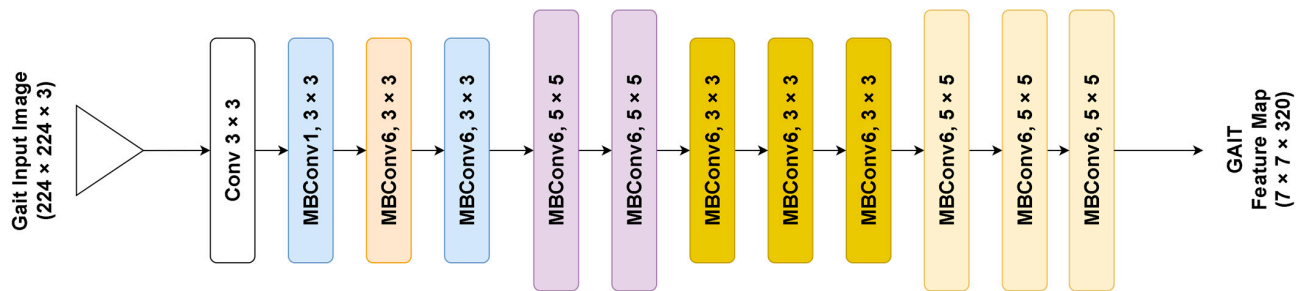 Gait Input Image
(224 × 224 × 3)
Conv 3 × 3
MBConv1, 3 × 3
MBConv6, 3 × 3
MBConv6, 3 × 3
MBConv6, 5 × 5
MBConv6, 5 × 5
MBConv6, 3 × 3
MBConv6, 3 × 3
MBConv6, 3 × 3
MBConv6, 5 × 5
MBConv6, 5 × 5
MBConv6, 5 × 5
GAIT
Feature Map
(7 × 7 × 320)